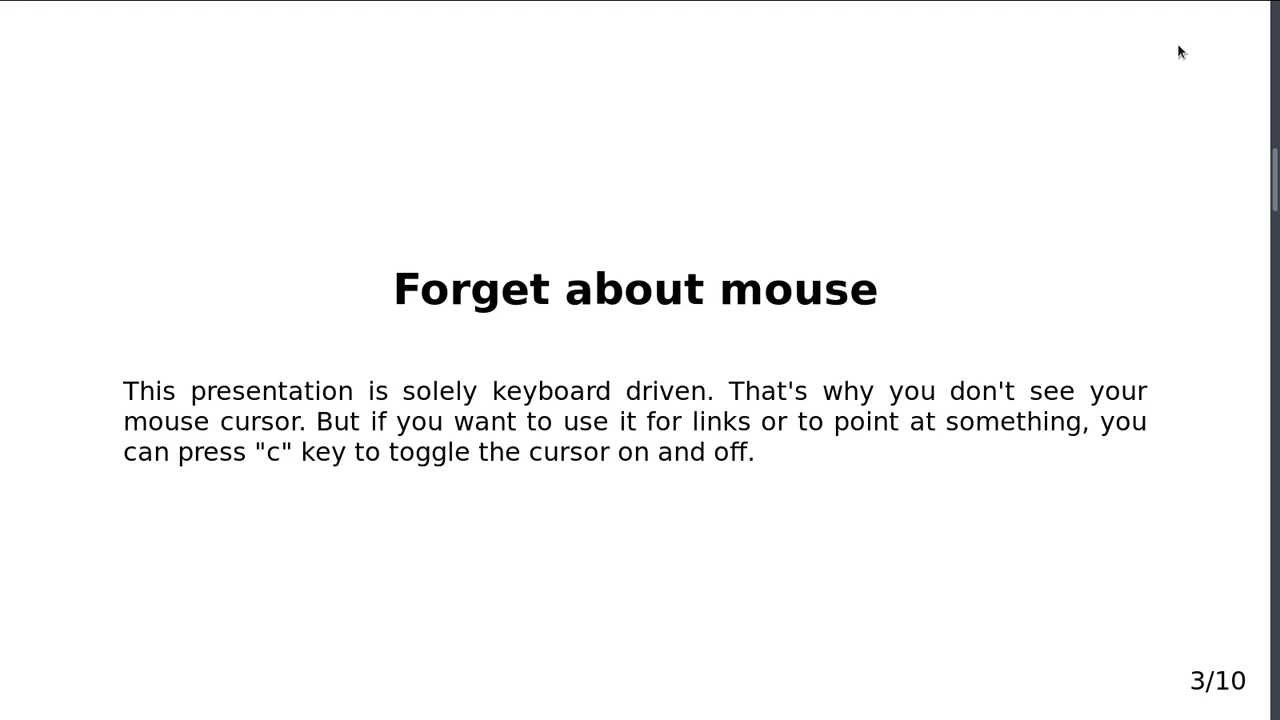 Forget about mouse
This presentation is solely keyboard driven. That's why you don't see your
mouse cursor. But if you want to use it for links or to point at something, you
can press "c" key to toggle the cursor on and off.
3/10